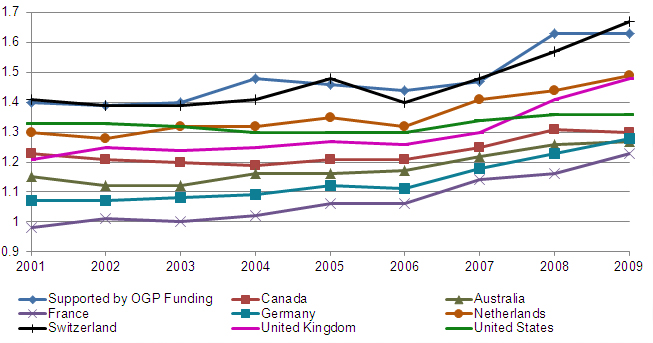 1.7
1.6
1.5
1.4
1.3
1.2
1.1
1
0.9
2001 2002 2003 2004 2005 2006 2007 2008 2009
Supported by OGP Funding Canada Australia
France Germany Netherlands
Switzerland United Kingdom United States